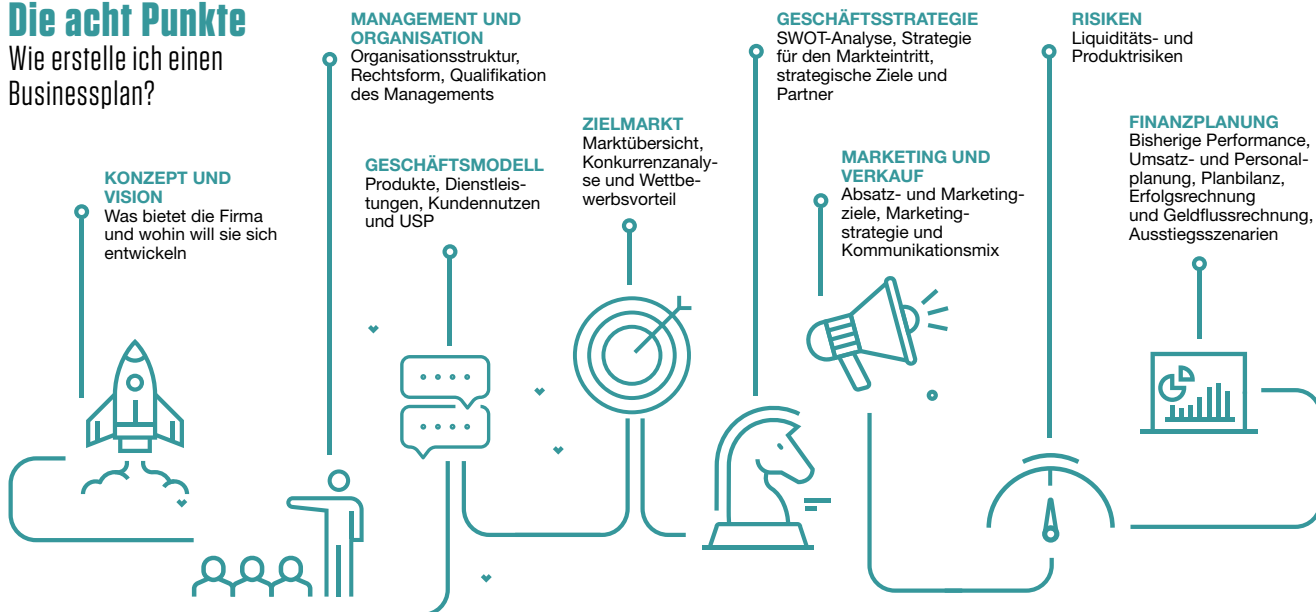 Die acht Punkte
Wie erstelle ich einen
Businessplan?
KONZEPT UND
VISION
Was bietet die Firma
und wohin will sie sich
entwickeln
MANAGEMENT UND
ORGANISATION
Organisationsstruktur,
Rechtsform, Qualifikation
des Managements
GESCHÄFTSMODELL
Produkte, Dienstleis-
tungen, Kundennutzen
und USP
ZIELMARKT
Marktübersicht,
Konkurrenzanaly-
se und Wettbe-
werbsvorteil
GESCHÄFTSSTRATEGIE
SWOT-Analyse, Strategie
für den Markteintritt,
strategische Ziele und
Partner
MARKETING UND
VERKAUF
Absatz- und Marketing-
ziele, Marketing-
strategie und
Kommunikationsmix
RISIKEN
Liquiditäts- und
Produktrisiken
FINANZPLANUNG
Bisherige Performance,
Umsatz- und Personal-
planung, Planbilanz,
Erfolgsrechnung
und Geldflussrechnung,
Ausstiegsszenarien